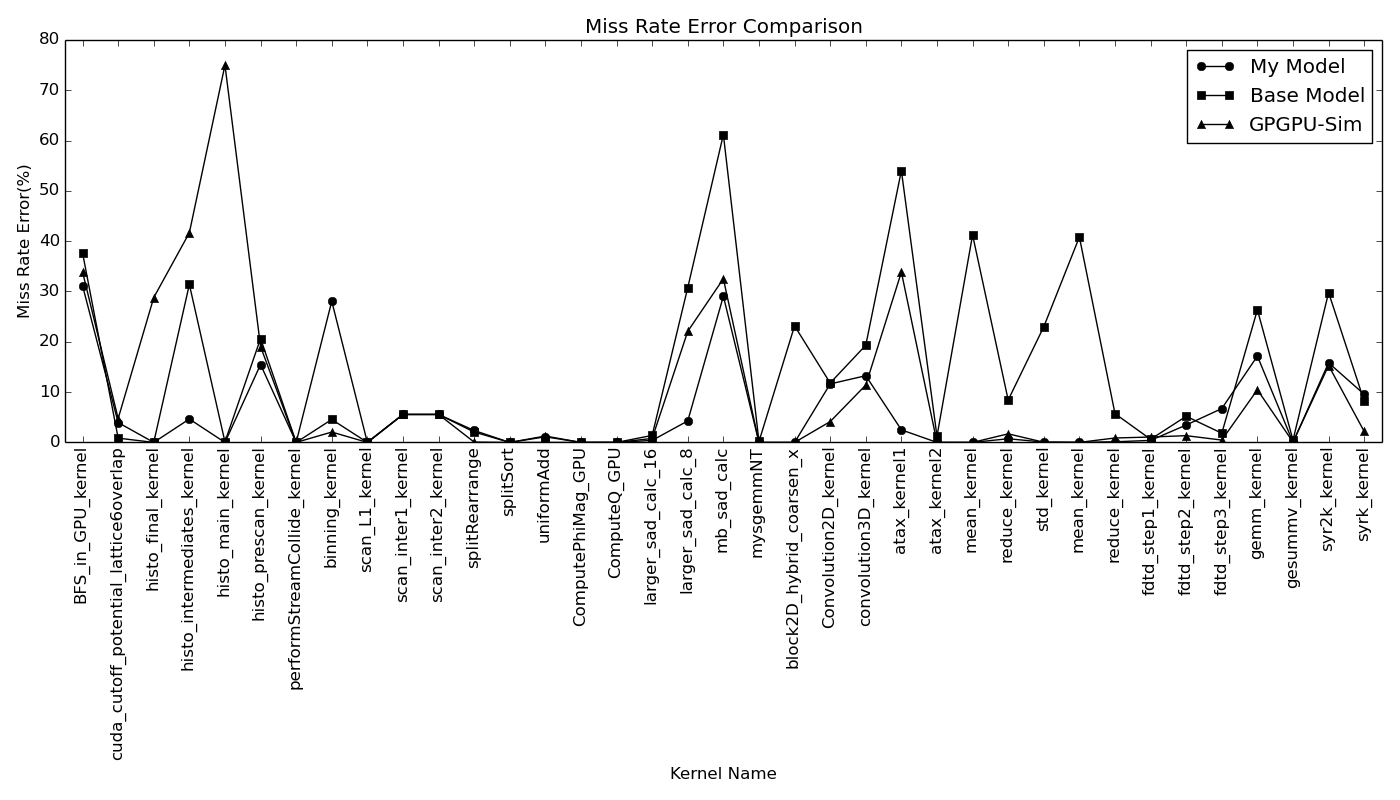 Miss Rate Error Comparison
80
70
60
50
40
30
20
10
0
Miss Rate Error(%)
My Model
Base Model
GPGPU-Sim
BFS_in_GPU_kernel
cuda_cutoff_potential_lattice6overlap
histo_final_kernel
histo_intermediates_kernel
histo_main_kernel
histo_prescan_kernel
performStreamCollide_kernel
binning_kernel
scan_L1_kernel
scan_inter1_kernel
scan_inter2_kernel
splitRearrange
splitSort
uniformAdd
ComputePhiMag_GPU
ComputeQ_GPU
larger_sad_calc_16
larger_sad_calc_8
mb_sad_calc
mysgemmNT
block2D_hybrid_coarsen_x
Convolution2D_kernel
convolution3D_kernel
atax_kernel1
atax_kernel2
mean_kernel
reduce_kernel
std_kernel
mean_kernel
reduce_kernel
fdtd_step1_kernel
fdtd_step2_kernel
fdtd_step3_kernel
gemm_kernel
gesummv_kernel
syr2k_kernel
syrk_kernel
Kernel Name